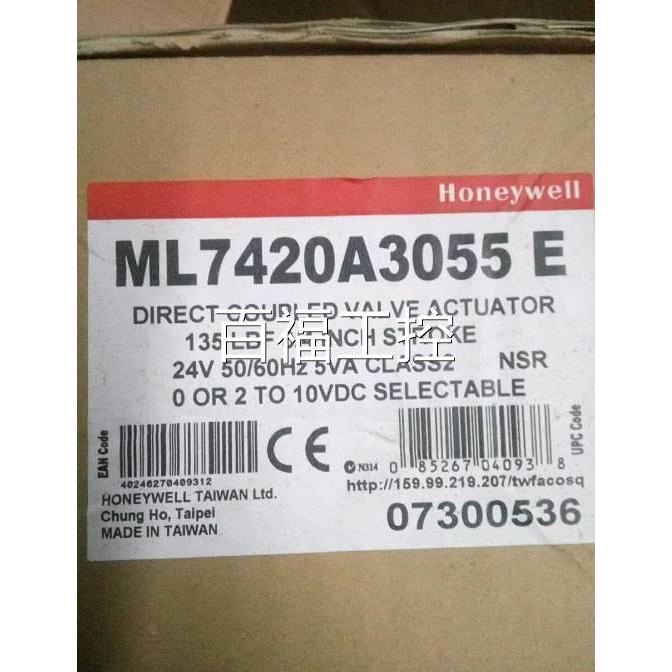 Honeywell
ML7420A3055 E
DIRECT COUPLED VALVE ACTUATOR
135 LBF INCH STROKE
24V 50/60Hz 5VA CLASS2 NSR
0 OR 2 TO 10VDC SELECTABLE
百福工控
EAN Code
40246270409312
N314
0 85267 04093 8
UPC Code
http://159.99.219.207/twfacosq
HONEYWELL TAIWAN Ltd.
Chung Ho, Taipei
MADE IN TAIWAN
07300536